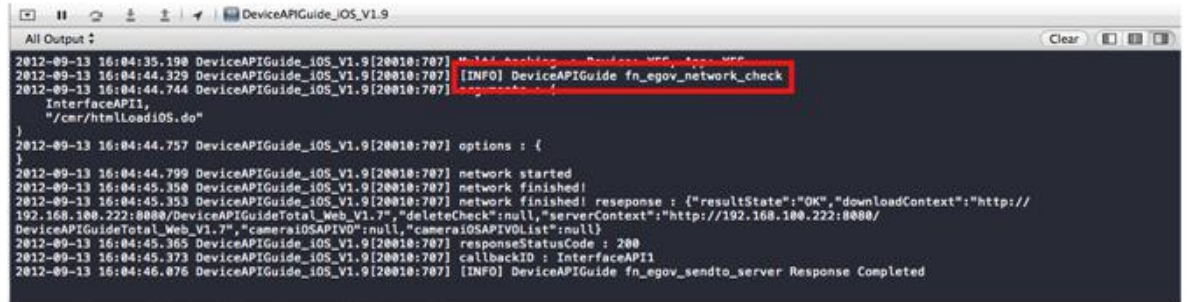 DeviceAPIGuide_iOS_V1.9
All Output
Clear
2012-09-13 16:04:35.190 DeviceAPIGuide_iOS_V1.9[20010:707] Multi-tasking : Device: YES, App: YES
2012-09-13 16:04:44.329 DeviceAPIGuide_iOS_V1.9[20010:707] [INFO] DeviceAPIGuide fn_egov_network_check
2012-09-13 16:04:44.744 DeviceAPIGuide_iOS_V1.9[20010:707] arguments : {
InterfaceAPI1,
"/cmr/htmlLoadiOS.do"
)
2012-09-13 16:04:44.757 DeviceAPIGuide_iOS_V1.9[20010:707] options : {
}
2012-09-13 16:04:44.799 DeviceAPIGuide_iOS_V1.9[20010:707] network started
2012-09-13 16:04:45.350 DeviceAPIGuide_iOS_V1.9[20010:707] network finished!
2012-09-13 16:04:45.353 DeviceAPIGuide_iOS_V1.9[20010:707] network finished! reseponse : {"resultState":"OK","downloadContext":"http://
192.168.100.222:8080/DeviceAPIGuideTotal_Web_V1.7","deleteCheck":null,"serverContext":"http://192.168.100.222:8080/
DeviceAPIGuideTotal_Web_V1.7","cameraiOSAPIVO":null,"cameraiOSAPIVOList":null}
2012-09-13 16:04:45.365 DeviceAPIGuide_iOS_V1.9[20010:707] responseStatusCode : 200
2012-09-13 16:04:45.373 DeviceAPIGuide_iOS_V1.9[20010:707] callbackID : InterfaceAPI1
2012-09-13 16:04:46.076 DeviceAPIGuide_iOS_V1.9[20010:707] [INFO] DeviceAPIGuide fn_egov_sendto_server Response Completed